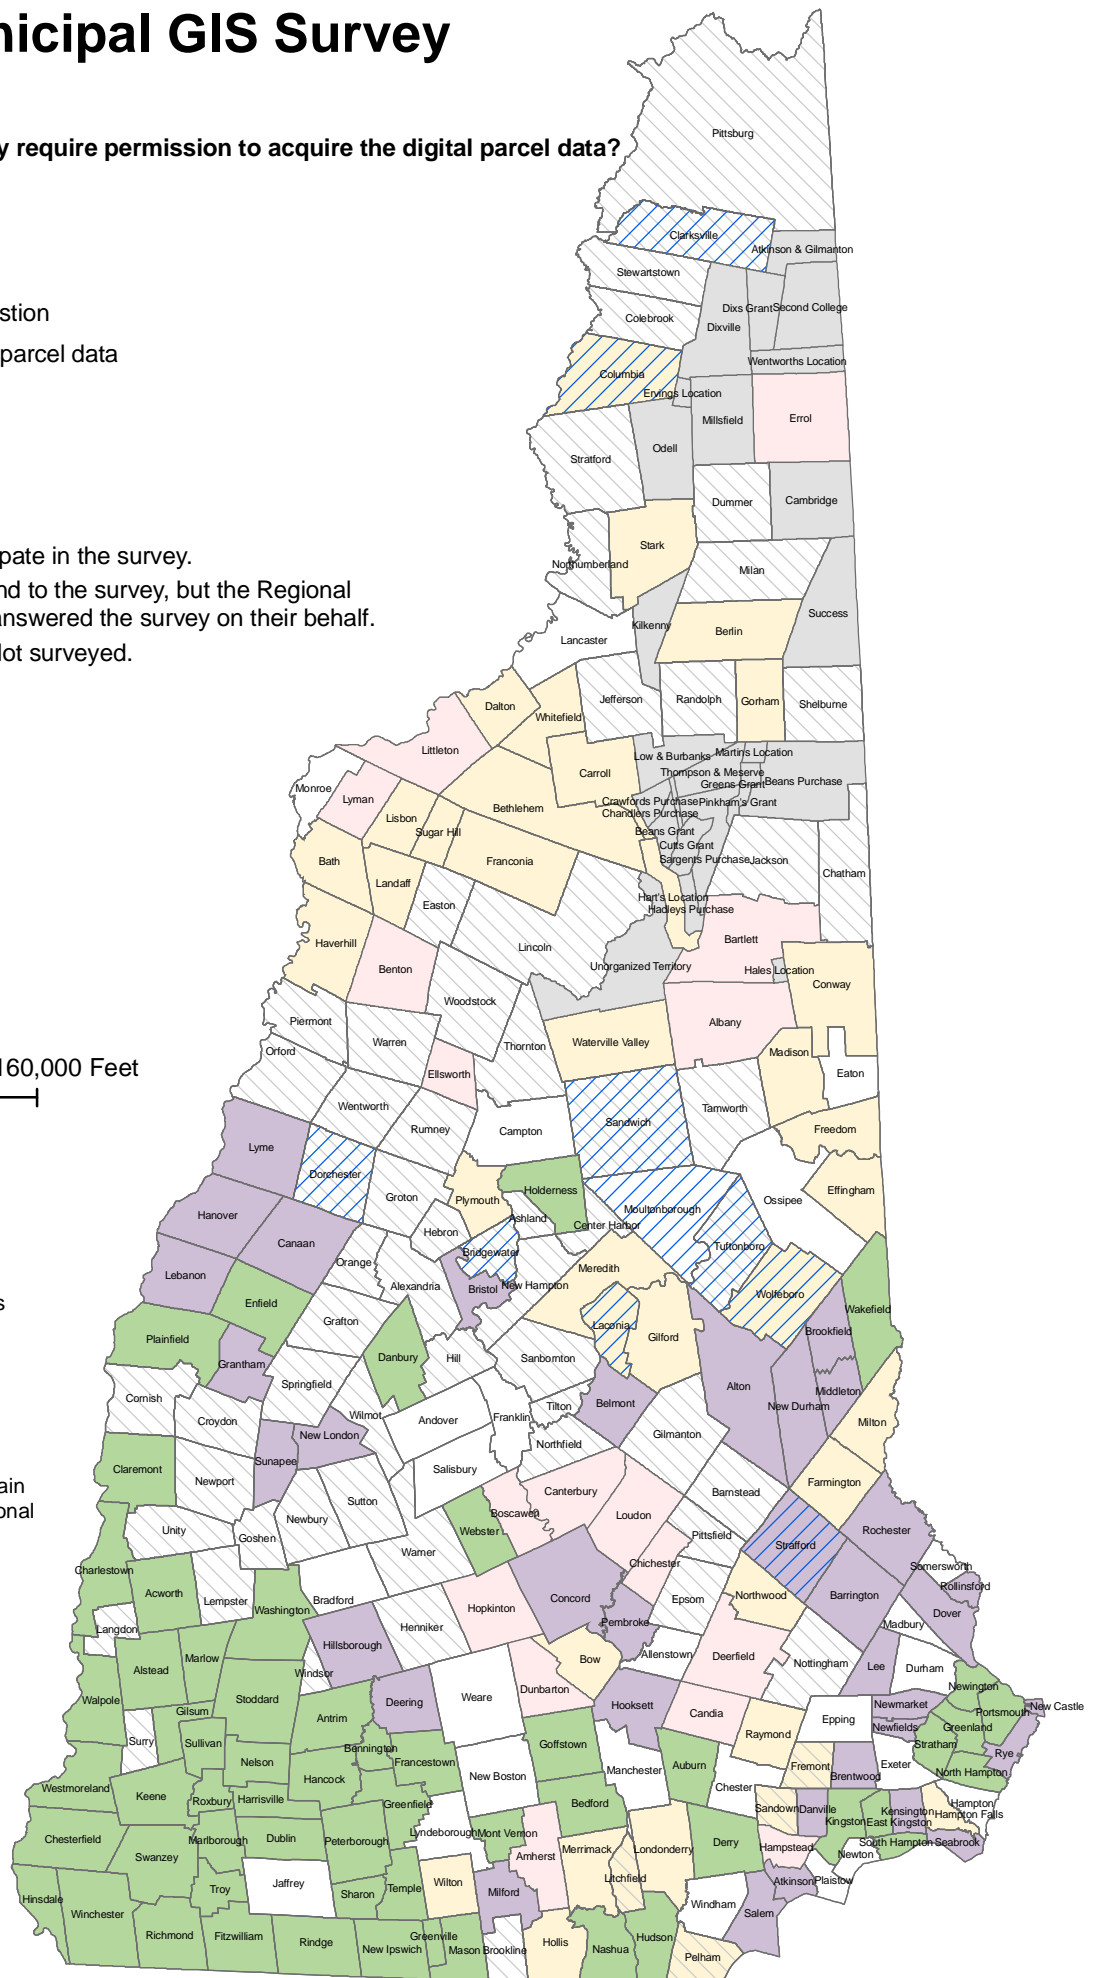 nicipal GIS Survey
y require permission to acquire the digital parcel data?
stion
parcel data
pate in the survey.
nd to the survey, but the Regional
answered the survey on their behalf.
lot surveyed.
160,000 Feet
s
ain
onal
Pittsburg
Clarksville
Atkinson & Gilmanton
Stewartstown
Dixs Grant
Second College
Colebrook
Dixville
Wentworths Location
Columbia
Ervings Location
Millsfield
Errol
Odell
Stratford
Dummer
Cambridge
Stark
Northumberland
Milan
Success
Kilkenny
Berlin
Lancaster
Jefferson
Randolph
Gorham
Shelburne
Dalton
Whitefield
Littleton
Low & Burbanks
Martins Location
Carroll
Thompson & Meserve
Greens Grant
Beans Purchase
Monroe
Lyman
Crawfords Purchase
Pinkham's Grant
Chandlers Purchase
Bethlehem
Lisbon
Sugar Hill
Beans Grant
Cutts Grant
Sargents Purchase
Jackson
Bath
Franconia
Chatham
Landaff
Easton
Hart's Location
Hadleys Purchase
Haverhill
Lincoln
Bartlett
Benton
Unorganized Territory
Hales Location
Conway
Woodstock
Piermont
Albany
Warren
Waterville Valley
Thornton
Orford
Madison
Ellsworth
Eaton
Wentworth
Tamworth
Sandwich
Rumney
Campton
Freedom
Lyme
Dorchester
Holderness
Effingham
Groton
Plymouth
Ossipee
Moultonborough
Hanover
Ashland
Center Harbor
Hebron
Canaan
Tuftonboro
Bridgewater
Orange
Meredith
Lebanon
Alexandria
Bristol
New Hampton
Wolfeboro
Enfield
Wakefield
Grafton
Laconia
Brookfield
Plainfield
Gilford
Danbury
Hill
Sanbornton
Grantham
Springfield
Alton
Middleton
Cornish
Belmont
New Durham
Tilton
Wilmot
Andover
Franklin
Croydon
Milton
New London
Gilmanton
Northfield
Sunapee
Claremont
Salisbury
Newport
Farmington
Canterbury
Barnstead
Sutton
Boscawen
Loudon
Newbury
Webster
Unity
Goshen
Pittsfield
Rochester
Strafford
Warner
Chichester
Somersworth
Charlestown
Acworth
Rollinsford
Lempster
Bradford
Concord
Northwood
Barrington
Washington
Hopkinton
Epsom
Dover
Langdon
Henniker
Pembroke
Madbury
Hillsborough
Allenstown
Deerfield
Marlow
Bow
Nottingham
Lee
Durham
Alstead
Windsor
Newington
Walpole
Stoddard
Deering
Weare
Dunbarton
Hooksett
Newmarket
New Castle
Gilsum
Candia
Portsmouth
Antrim
Epping
Surry
Sullivan
Raymond
Newfields
Greenland
Bennington
Goffstown
Stratham
Nelson
Francestown
Rye
Auburn
Fremont
Exeter
Manchester
Brentwood
North Hampton
Hancock
New Boston
Westmoreland
Chester
Keene
Roxbury
Harrisville
Greenfield
Bedford
Hampton
Sandown
Danville
Kensington
Hampton Falls
Kingston
East Kingston
Chesterfield
Marlborough
Dublin
Peterborough
Lyndeborough
Mont Vernon
Derry
South Hampton
Seabrook
Merrimack
Londonderry
Hampstead
Newton
Swanzey
Amherst
Litchfield
Atkinson
Plaistow
Jaffrey
Wilton
Troy
Sharon
Temple
Milford
Hinsdale
Windham
Winchester
Salem
Richmond
Fitzwilliam
Rindge
Greenville
Hudson
Hollis
New Ipswich
Mason
Brookline
Nashua
Pelham